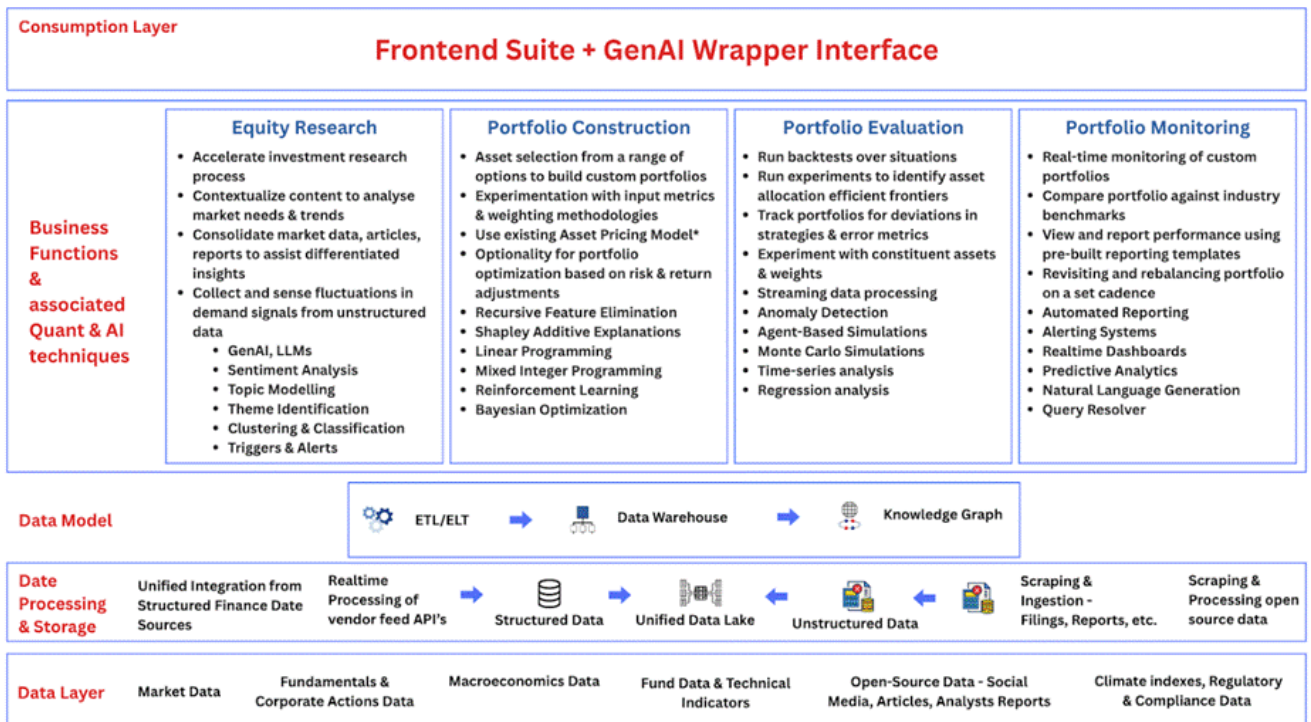 Consumption Layer
Frontend Suite + GenAI Wrapper Interface
Business
Functions
&
associated
Quant & AI
techniques
Equity Research
• Accelerate investment research
process
• Contextualize content to analyse
market needs & trends
• Consolidate market data, articles,
reports to assist differentiated
insights
• Collect and sense fluctuations in
demand signals from unstructured
data
• GenAI, LLMs
• Sentiment Analysis
• Topic Modelling
• Theme Identification
• Clustering & Classification
• Triggers & Alerts
Portfolio Construction
• Asset selection from a range of
options to build custom portfolios
• Experimentation with input metrics
& weighting methodologies
• Use existing Asset Pricing Model*
• Optionality for portfolio
optimization based on risk & return
adjustments
• Recursive Feature Elimination
• Shapley Additive Explanations
• Linear Programming
• Mixed Integer Programming
• Reinforcement Learning
• Bayesian Optimization
Portfolio Evaluation
• Run backtests over situations
• Run experiments to identify asset
allocation efficient frontiers
• Track portfolios for deviations in
strategies & error metrics
• Experiment with constituent assets
& weights
• Streaming data processing
• Anomaly Detection
• Agent-Based Simulations
• Monte Carlo Simulations
• Time-series analysis
• Regression analysis
Portfolio Monitoring
• Real-time monitoring of custom
portfolios
• Compare portfolio against industry
benchmarks
• View and report performance using
pre-built reporting templates
• Revisiting and rebalancing portfolio
on a set cadence
• Automated Reporting
• Alerting Systems
• Realtime Dashboards
• Predictive Analytics
• Natural Language Generation
• Query Resolver
Data Model
ETL/ELT
Data Warehouse
Knowledge Graph
Date
Processing
& Storage
Unified Integration from
Structured Finance Date
Sources
Realtime
Processing of
vendor feed API's
Structured Data
Unified Data Lake
Unstructured Data
Scraping &
Ingestion -
Filings, Reports, etc.
Scraping &
Processing open
source data
Data Layer
Market Data
Fundamentals &
Corporate Actions Data
Macroeconomics Data
Fund Data & Technical
Indicators
Open-Source Data - Social
Media, Articles, Analysts Reports
Climate indexes, Regulatory
& Compliance Data